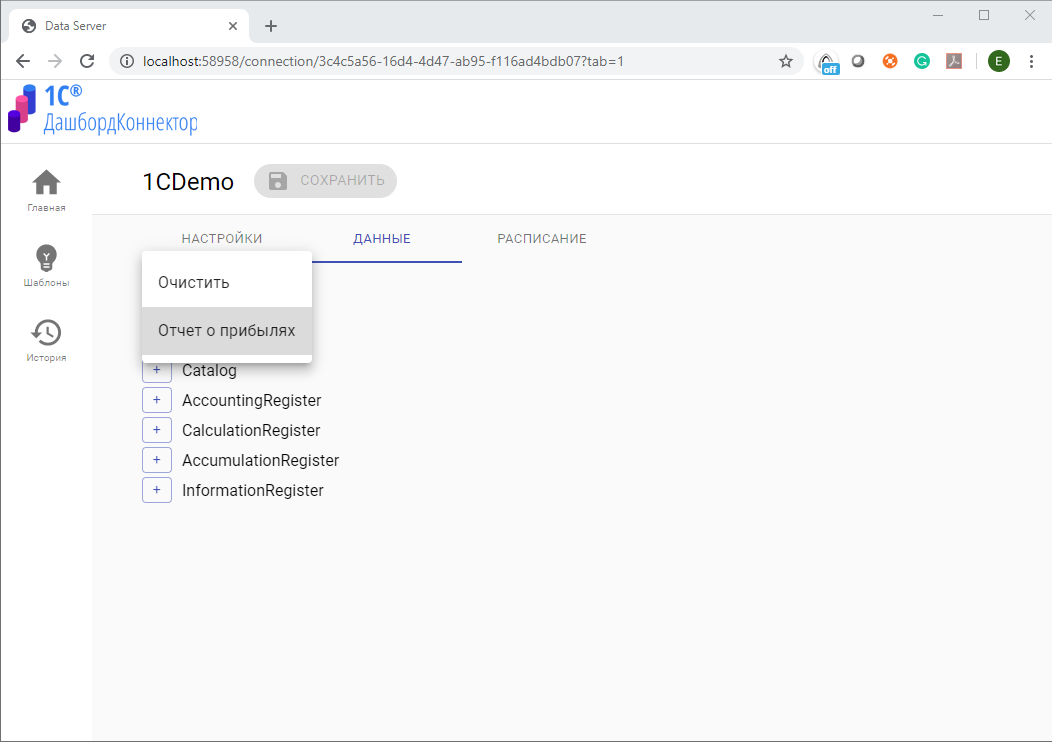 Data Server
localhost:58958/connection/3c4c5a56-16d4-4d47-ab95-f116ad4bdb07?tab=1
off
E
1C®
ДашбордКоннектор
Главная
Шаблоны
История
1CDemo
СОХРАНИТЬ
НАСТРОЙКИ
ДАННЫЕ
РАСПИСАНИЕ
Очистить
Отчет о прибылях
+ Catalog
+ AccountingRegister
+ CalculationRegister
+ AccumulationRegister
+ InformationRegister